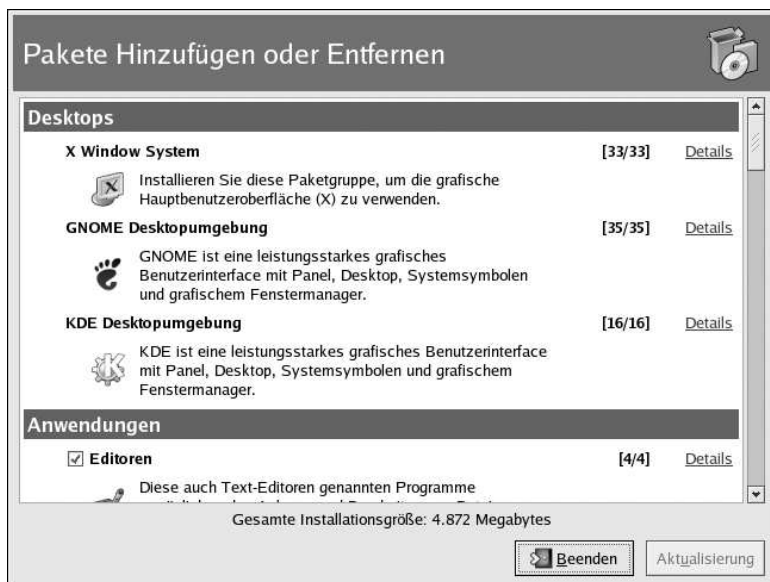 Pakete Hinzufügen oder Entfernen
Desktops
X Window System [33/33] Details
Installieren Sie diese Paketgruppe, um die grafische
Hauptbenutzeroberfläche (X) zu verwenden.
GNOME Desktopumgebung [35/35] Details
GNOME ist eine leistungsstarkes grafisches
Benutzerinterface mit Panel, Desktop, Systemsymbolen
und grafischem Fenstermanager.
KDE Desktopumgebung [16/16] Details
KDE ist eine leistungsstarkes grafisches Benutzerinterface
mit Panel, Desktop, Systemsymbolen und grafischem
Fenstermanager.
Anwendungen
Editoren [4/4] Details
Diese auch Text-Editoren genannten Programme
Gesamte Installationsgröße: 4.872 Megabytes
Beenden Aktualisierung